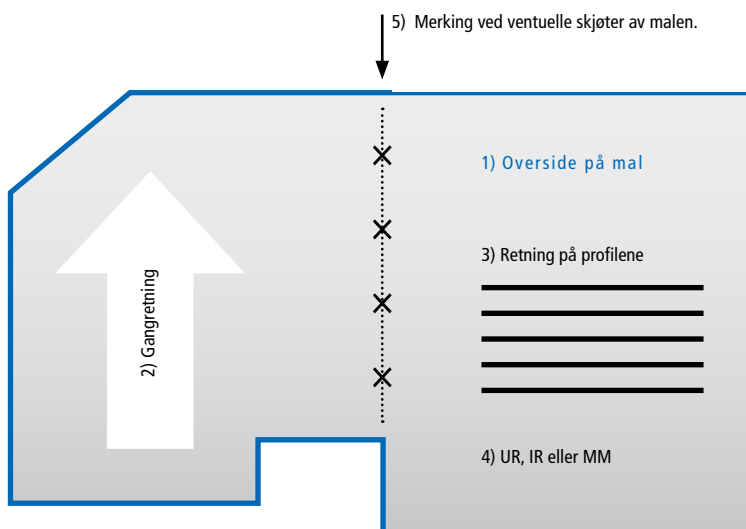 5) Merking ved ventuelle skjøter av malen.
1) Overside på mal
2) Gangretning
3) Retning på profilene
4) UR, IR eller MM